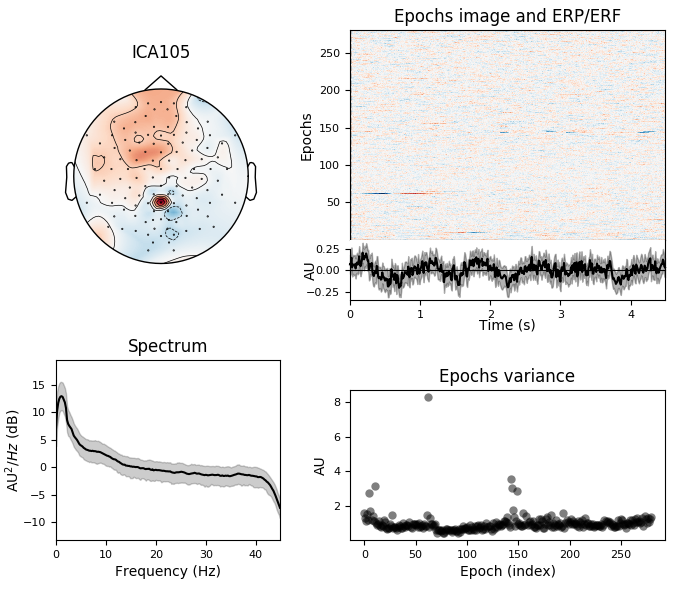 ICA105
Epochs image and ERP/ERF
Epochs
250
200
150
100
50
AU
0.25
0.00
−0.25
0 1 2 3 4
Time (s)
Spectrum
AU²/Hz (dB)
15
10
5
0
−5
−10
0 10 20 30 40
Frequency (Hz)
Epochs variance
AU
8
6
4
2
0 50 100 150 200 250
Epoch (index)